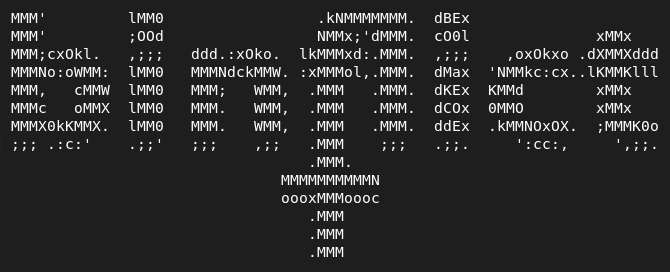 MMM'         lMM0                 .kNMMMMMMM.  dBEx
MMM'         ;OOd                 NMMx;'dMMM.  cO0l              xMMx
MMM;cxOkl.   ,;;;   ddd.:xOko.  lkMMMxd:.MMM.  ,;;;    ,oxOkxo .dXMMXddd
MMMNo:oWMM:  lMM0   MMMNdckMMW. :xMMMol,.MMM.  dMax  'NMMkc:cx..lKMMKlll
MMM,   cMMW  lMM0   MMM;   WMM,  .MMM   .MMM.  dKEx  KMMd        xMMx
MMMc   oMMX  lMM0   MMM.   WMM,  .MMM   .MMM.  dCOx  0MMO        xMMx
MMMX0kKMMX.  lMM0   MMM.   WMM,  .MMM   .MMM.  ddEx  .kMMNOxOX.  ;MMMK0o
;;; .:c:'    .;;'   ;;;    ,;;   .MMM    ;;;   .;;.     ':cc:,     ',;;.
                                 .MMM.
                              MMMMMMMMMMN
                              oooxMMMoooc
                                 .MMM
                                 .MMM
                                 .MMM